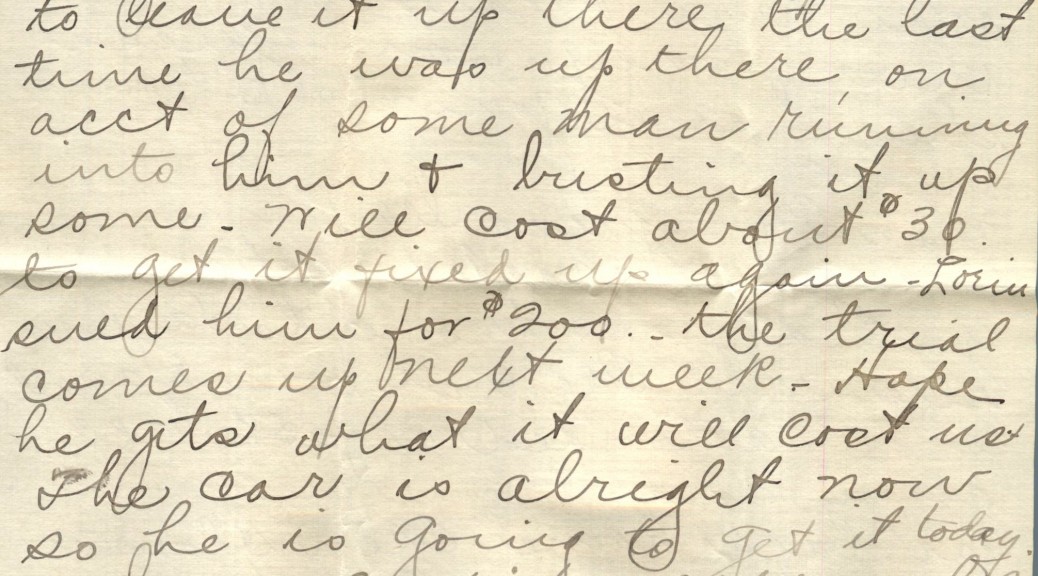 to leave it up there the last
time he was up there, on
acct of some man running
into him + busting it up
some - Will cost about $30.
to get it fixed up again - Lorin
sued him for $200. - the trial
comes up next week - Hope
he gets what it will cost us
The car is alright now
so he is going to get it today.